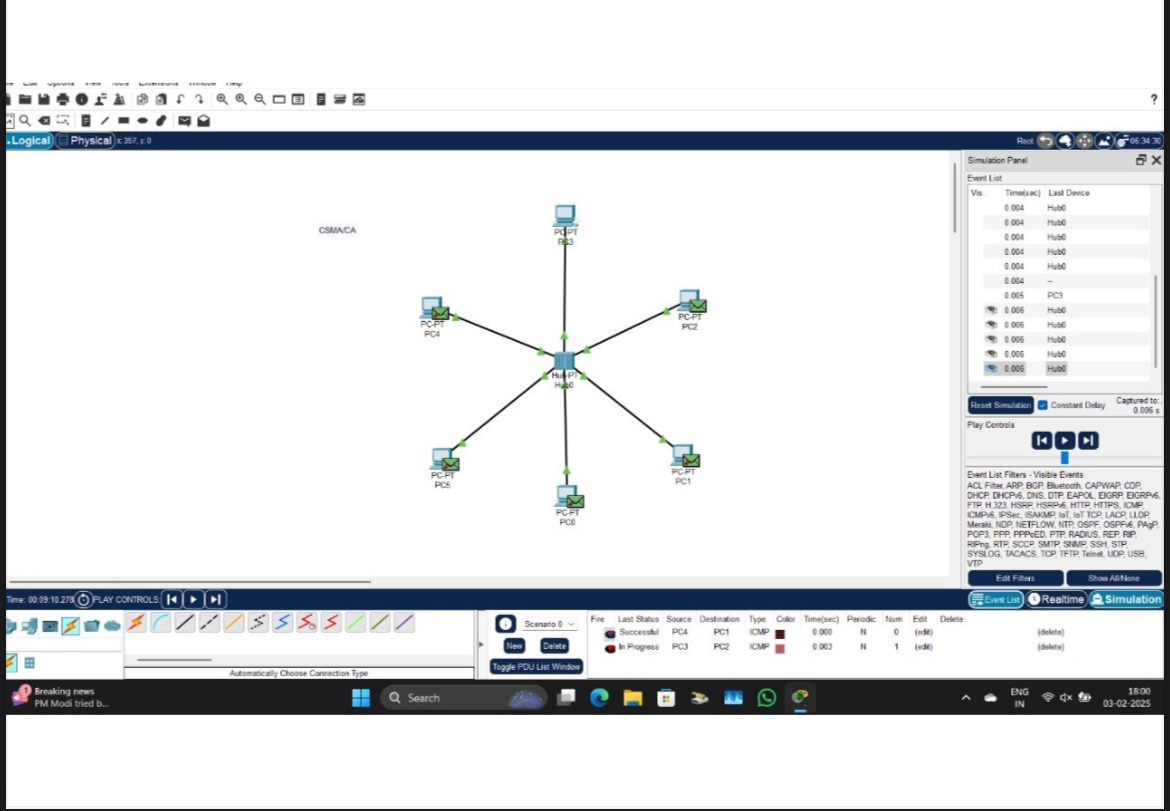 Logical Physical x: 357, y: 0
Root 06:34:30
CSMA/CA
PC-PT
PC3
PC-PT
PC4
PC-PT
PC2
Hub-PT
Hub0
PC-PT
PC5
PC-PT
PC1
PC-PT
PC0
Simulation Panel
Event List
Vis. Time(sec) Last Device
0.004 Hub0
0.004 Hub0
0.004 Hub0
0.004 Hub0
0.004 Hub0
0.004 --
0.005 PC3
0.006 Hub0
0.006 Hub0
0.006 Hub0
0.006 Hub0
0.006 Hub0
Reset Simulation Constant Delay Captured to:
0.006 s
Play Controls
Event List Filters - Visible Events
ACL Filter, ARP, BGP, Bluetooth, CAPWAP, CDP,
DHCP, DHCPv6, DNS, DTP, EAPOL, EIGRP, EIGRPv6,
FTP, H.323, HSRP, HSRPv6, HTTP, HTTPS, ICMP,
ICMPv6, IPSec, ISAKMP, IoT, IoT TCP, LACP, LLDP,
Meraki, NDP, NETFLOW, NTP, OSPF, OSPFv6, PAgP,
POP3, PPP, PPPoED, PTP, RADIUS, REP, RIP,
RIPng, RTP, SCCP, SMTP, SNMP, SSH, STP,
SYSLOG, TACACS, TCP, TFTP, Telnet, UDP, USB,
VTP
Edit Filters Show All/None
Time: 00:09:10.278 PLAY CONTROLS:
Event List Realtime Simulation
Scenario 0
New Delete
Toggle PDU List Window
Fire Last Status Source Destination Type Color Time(sec) Periodic Num Edit Delete
Successful PC4 PC1 ICMP 0.000 N 0 (edit) (delete)
In Progress PC3 PC2 ICMP 0.003 N 1 (edit) (delete)
Automatically Choose Connection Type
1
Breaking news
PM Modi tried b...
Search
ENG
IN
18:00
03-02-2025